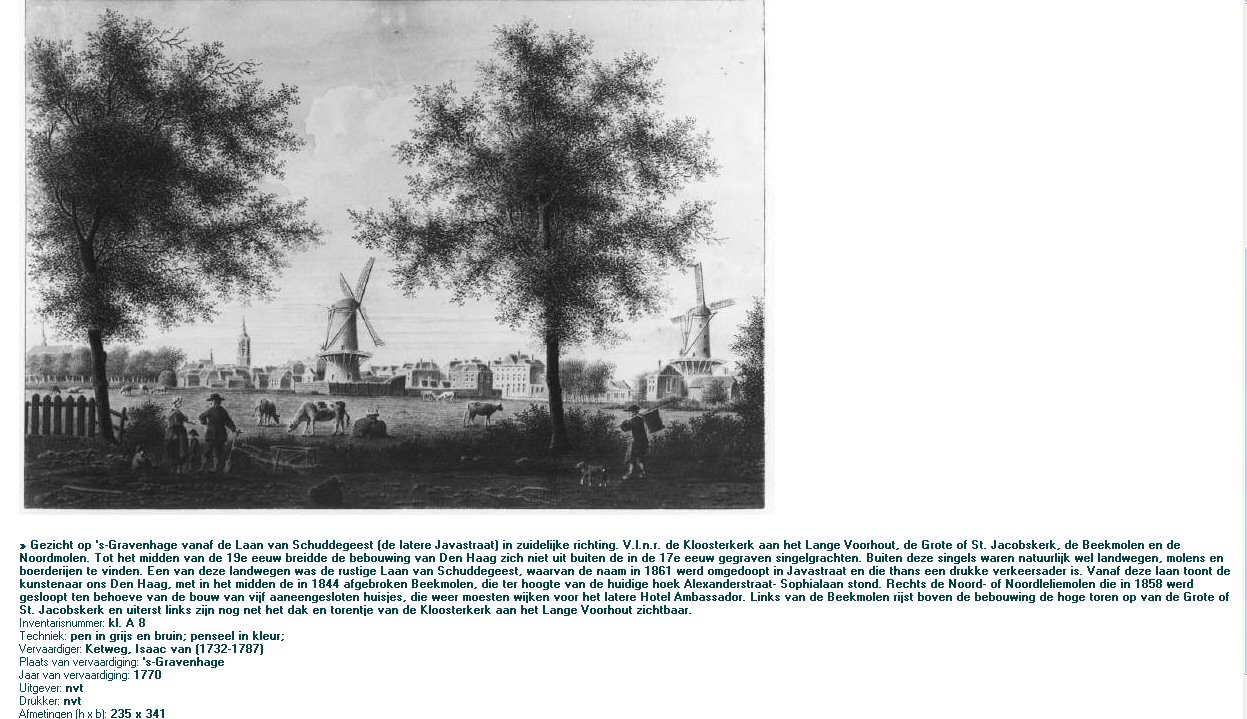 » Gezicht op 's-Gravenhage vanaf de Laan van Schuddegeest (de latere Javastraat) in zuidelijke richting. V.l.n.r. de Kloosterkerk aan het Lange Voorhout, de Grote of St. Jacobskerk, de Beekmolen en de
Noordmolen. Tot het midden van de 19e eeuw breidde de bebouwing van Den Haag zich niet uit buiten de in de 17e eeuw gegraven singelgrachten. Buiten deze singels waren natuurlijk wel landwegen, molens en
boerderijen te vinden. Een van deze landwegen was de rustige Laan van Schuddegeest, waarvan de naam in 1861 werd omgedoopt in Javastraat en die thans een drukke verkeersader is. Vanaf deze laan toont de
kunstenaar ons Den Haag, met in het midden de in 1844 afgebroken Beekmolen, die ter hoogte van de huidige hoek Alexanderstraat- Sophialaan stond. Rechts de Noord- of Noordleliemolen die in 1858 werd
gesloopt ten behoeve van de bouw van vijf aaneengesloten huisjes, die weer moesten wijken voor het latere Hotel Ambassador. Links van de Beekmolen rijst boven de bebouwing de hoge toren op van de Grote of
St. Jacobskerk en uiterst links zijn nog net het dak en torentje van de Kloosterkerk aan het Lange Voorhout zichtbaar.
Inventarisnummer: kl. A 8
Techniek: pen in grijs en bruin; penseel in kleur;
Vervaardiger: Ketweg, Isaac van (1732-1787)
Plaats van vervaardiging: 's-Gravenhage
Jaar van vervaardiging: 1770
Uitgever: nvt
Drukker: nvt
Afmetingen (h x b): 235 x 341